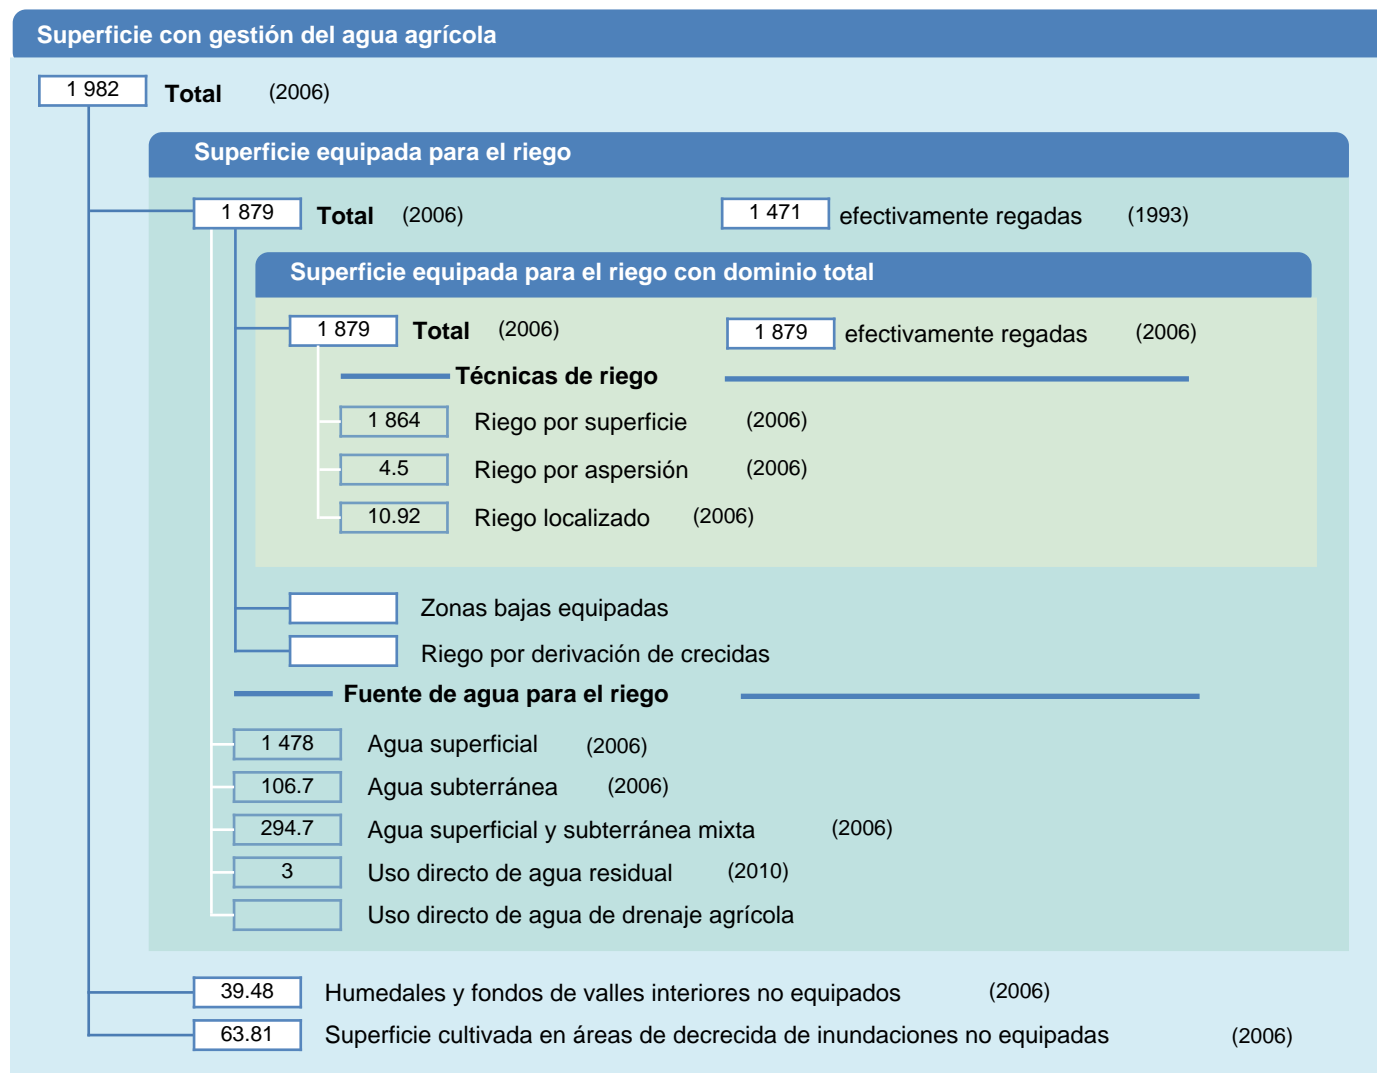 Superficie con gestión del agua agrícola
1 982 Total (2006)
Superficie equipada para el riego
1 879 Total (2006) 1 471 efectivamente regadas (1993)
Superficie equipada para el riego con dominio total
1 879 Total (2006) 1 879 efectivamente regadas (2006)
Técnicas de riego
1 864 Riego por superficie (2006)
4.5 Riego por aspersión (2006)
10.92 Riego localizado (2006)
Zonas bajas equipadas
Riego por derivación de crecidas
Fuente de agua para el riego
1 478 Agua superficial (2006)
106.7 Agua subterránea (2006)
294.7 Agua superficial y subterránea mixta (2006)
3 Uso directo de agua residual (2010)
Uso directo de agua de drenaje agrícola
39.48 Humedales y fondos de valles interiores no equipados (2006)
63.81 Superficie cultivada en áreas de decrecida de inundaciones no equipadas (2006)